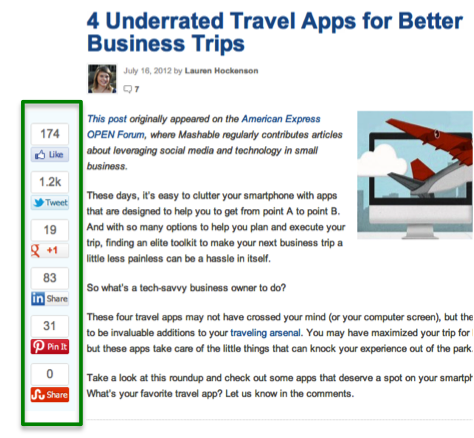 4 Underrated Travel Apps for Better
Business Trips
July 16, 2012 by Lauren Hockenson
7
174
Like
1.2k
Tweet
19
+1
83
in Share
31
Pin It
0
Share
This post originally appeared on the American Express
OPEN Forum, where Mashable regularly contributes articles
about leveraging social media and technology in small
business.
These days, it's easy to clutter your smartphone with apps
that are designed to help you to get from point A to point B.
And with so many options to help you plan and execute your
trip, finding an elite toolkit to make your next business trip a
little less painless can be a hassle in itself.
So what's a tech-savvy business owner to do?
These four travel apps may not have crossed your mind (or your computer screen), but the
to be invaluable additions to your traveling arsenal. You may have maximized your trip for
but these apps take care of the little things that can knock your experience out of the park.
Take a look at this roundup and check out some apps that deserve a spot on your smartph
What's your favorite travel app? Let us know in the comments.